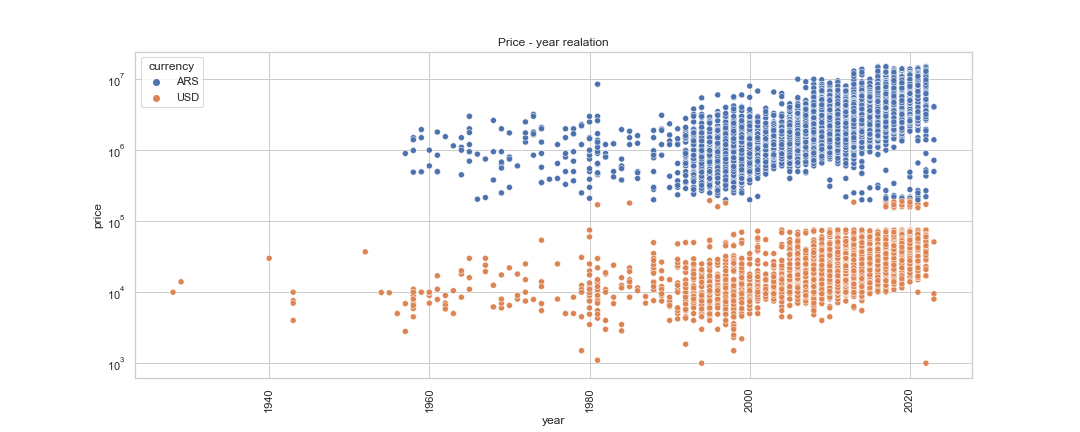 Price - year realation
currency
ARS
USD
price
10^7
10^6
10^5
10^4
10^3
1940
1960
1980
2000
2020
year